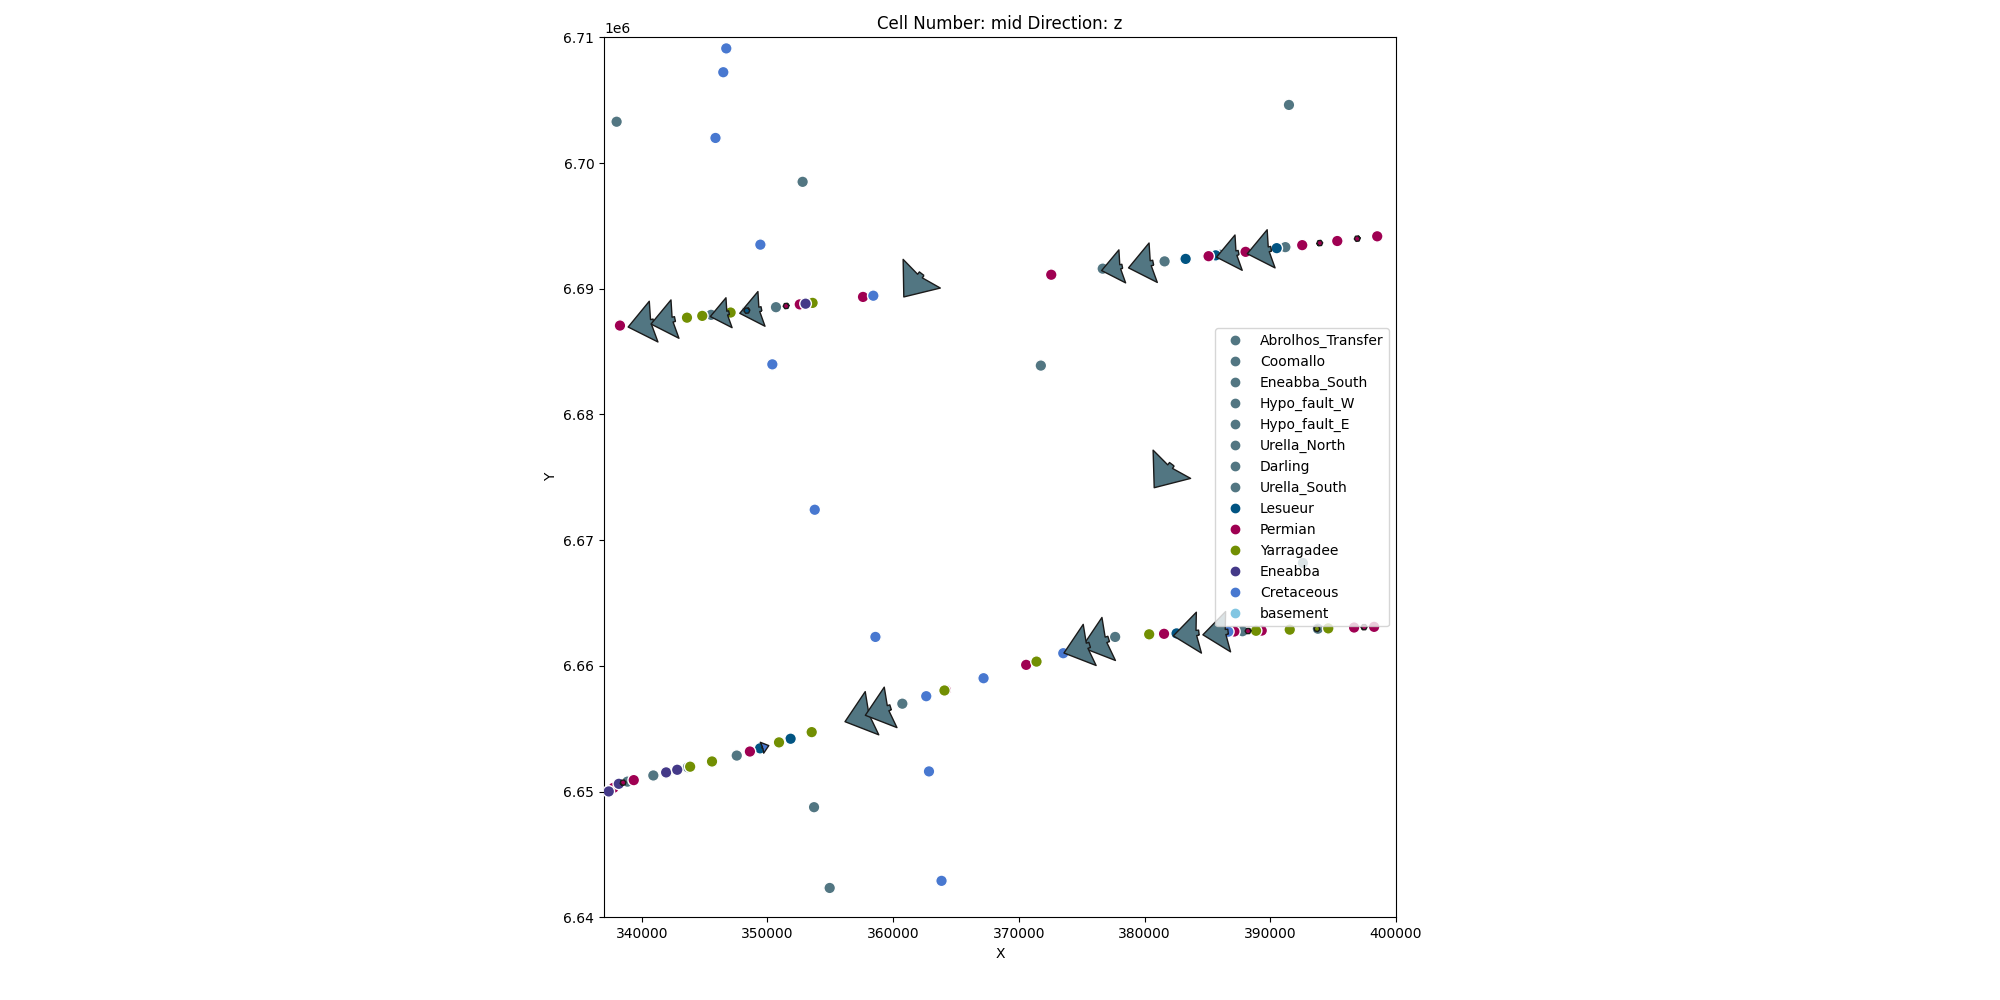 Cell Number: mid Direction: z
1e6
6.71
6.70
6.69
6.68
6.67
6.66
6.65
6.64
Y
Abrolhos_Transfer
Coomallo
Eneabba_South
Hypo_fault_W
Hypo_fault_E
Urella_North
Darling
Urella_South
Lesueur
Permian
Yarragadee
Eneabba
Cretaceous
basement
340000 350000 360000 370000 380000 390000 400000
X